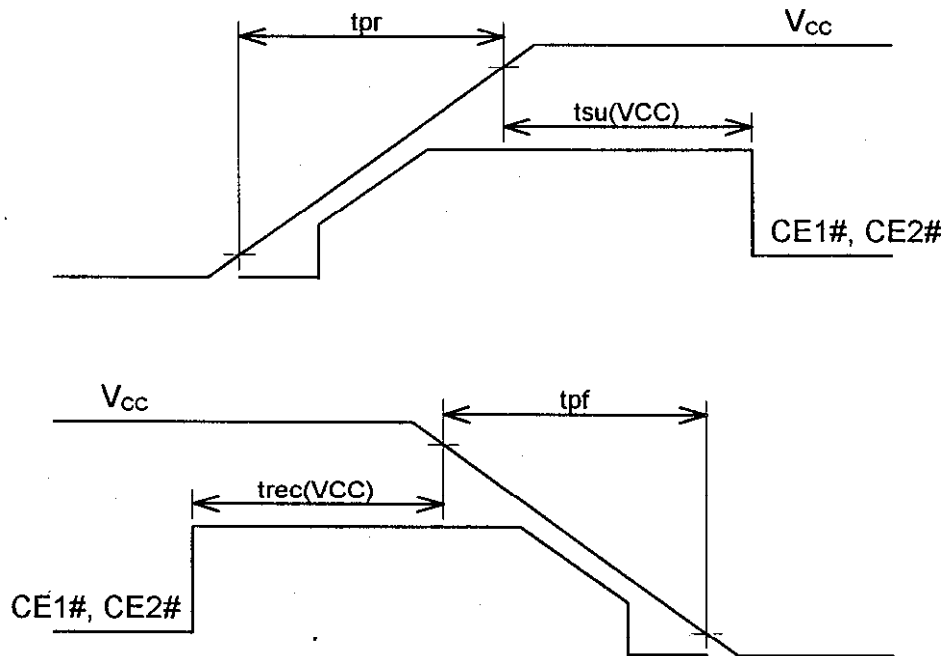 tpr
VCC
tsu(VCC)
CE1#, CE2#
VCC
tpf
trec(VCC)
CE1#, CE2#